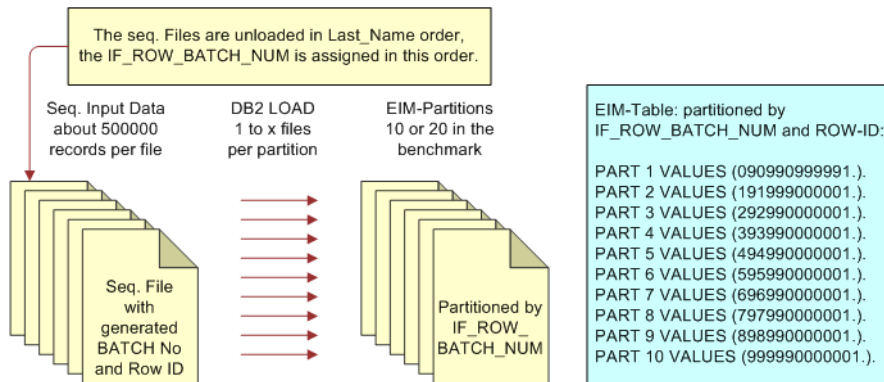 The seq. Files are unloaded in Last_Name order,
the IF_ROW_BATCH_NUM is assigned in this order.
Seq. Input Data
about 500000
records per file
DB2 LOAD
1 to x files
per partition
EIM-Partitions
10 or 20 in the
benchmark
Seq. File
with
generated
BATCH No
and Row ID
Partitioned by
IF_ROW_
BATCH_NUM
EIM-Table: partitioned by
IF_ROW_BATCH_NUM and ROW-ID:
PART 1 VALUES (090990999991.).
PART 2 VALUES (191999000001.).
PART 3 VALUES (292990000001.).
PART 4 VALUES (393990000001.).
PART 5 VALUES (494990000001.).
PART 6 VALUES (595990000001.).
PART 7 VALUES (696990000001.).
PART 8 VALUES (797990000001.).
PART 9 VALUES (898990000001.).
PART 10 VALUES (999990000001.).